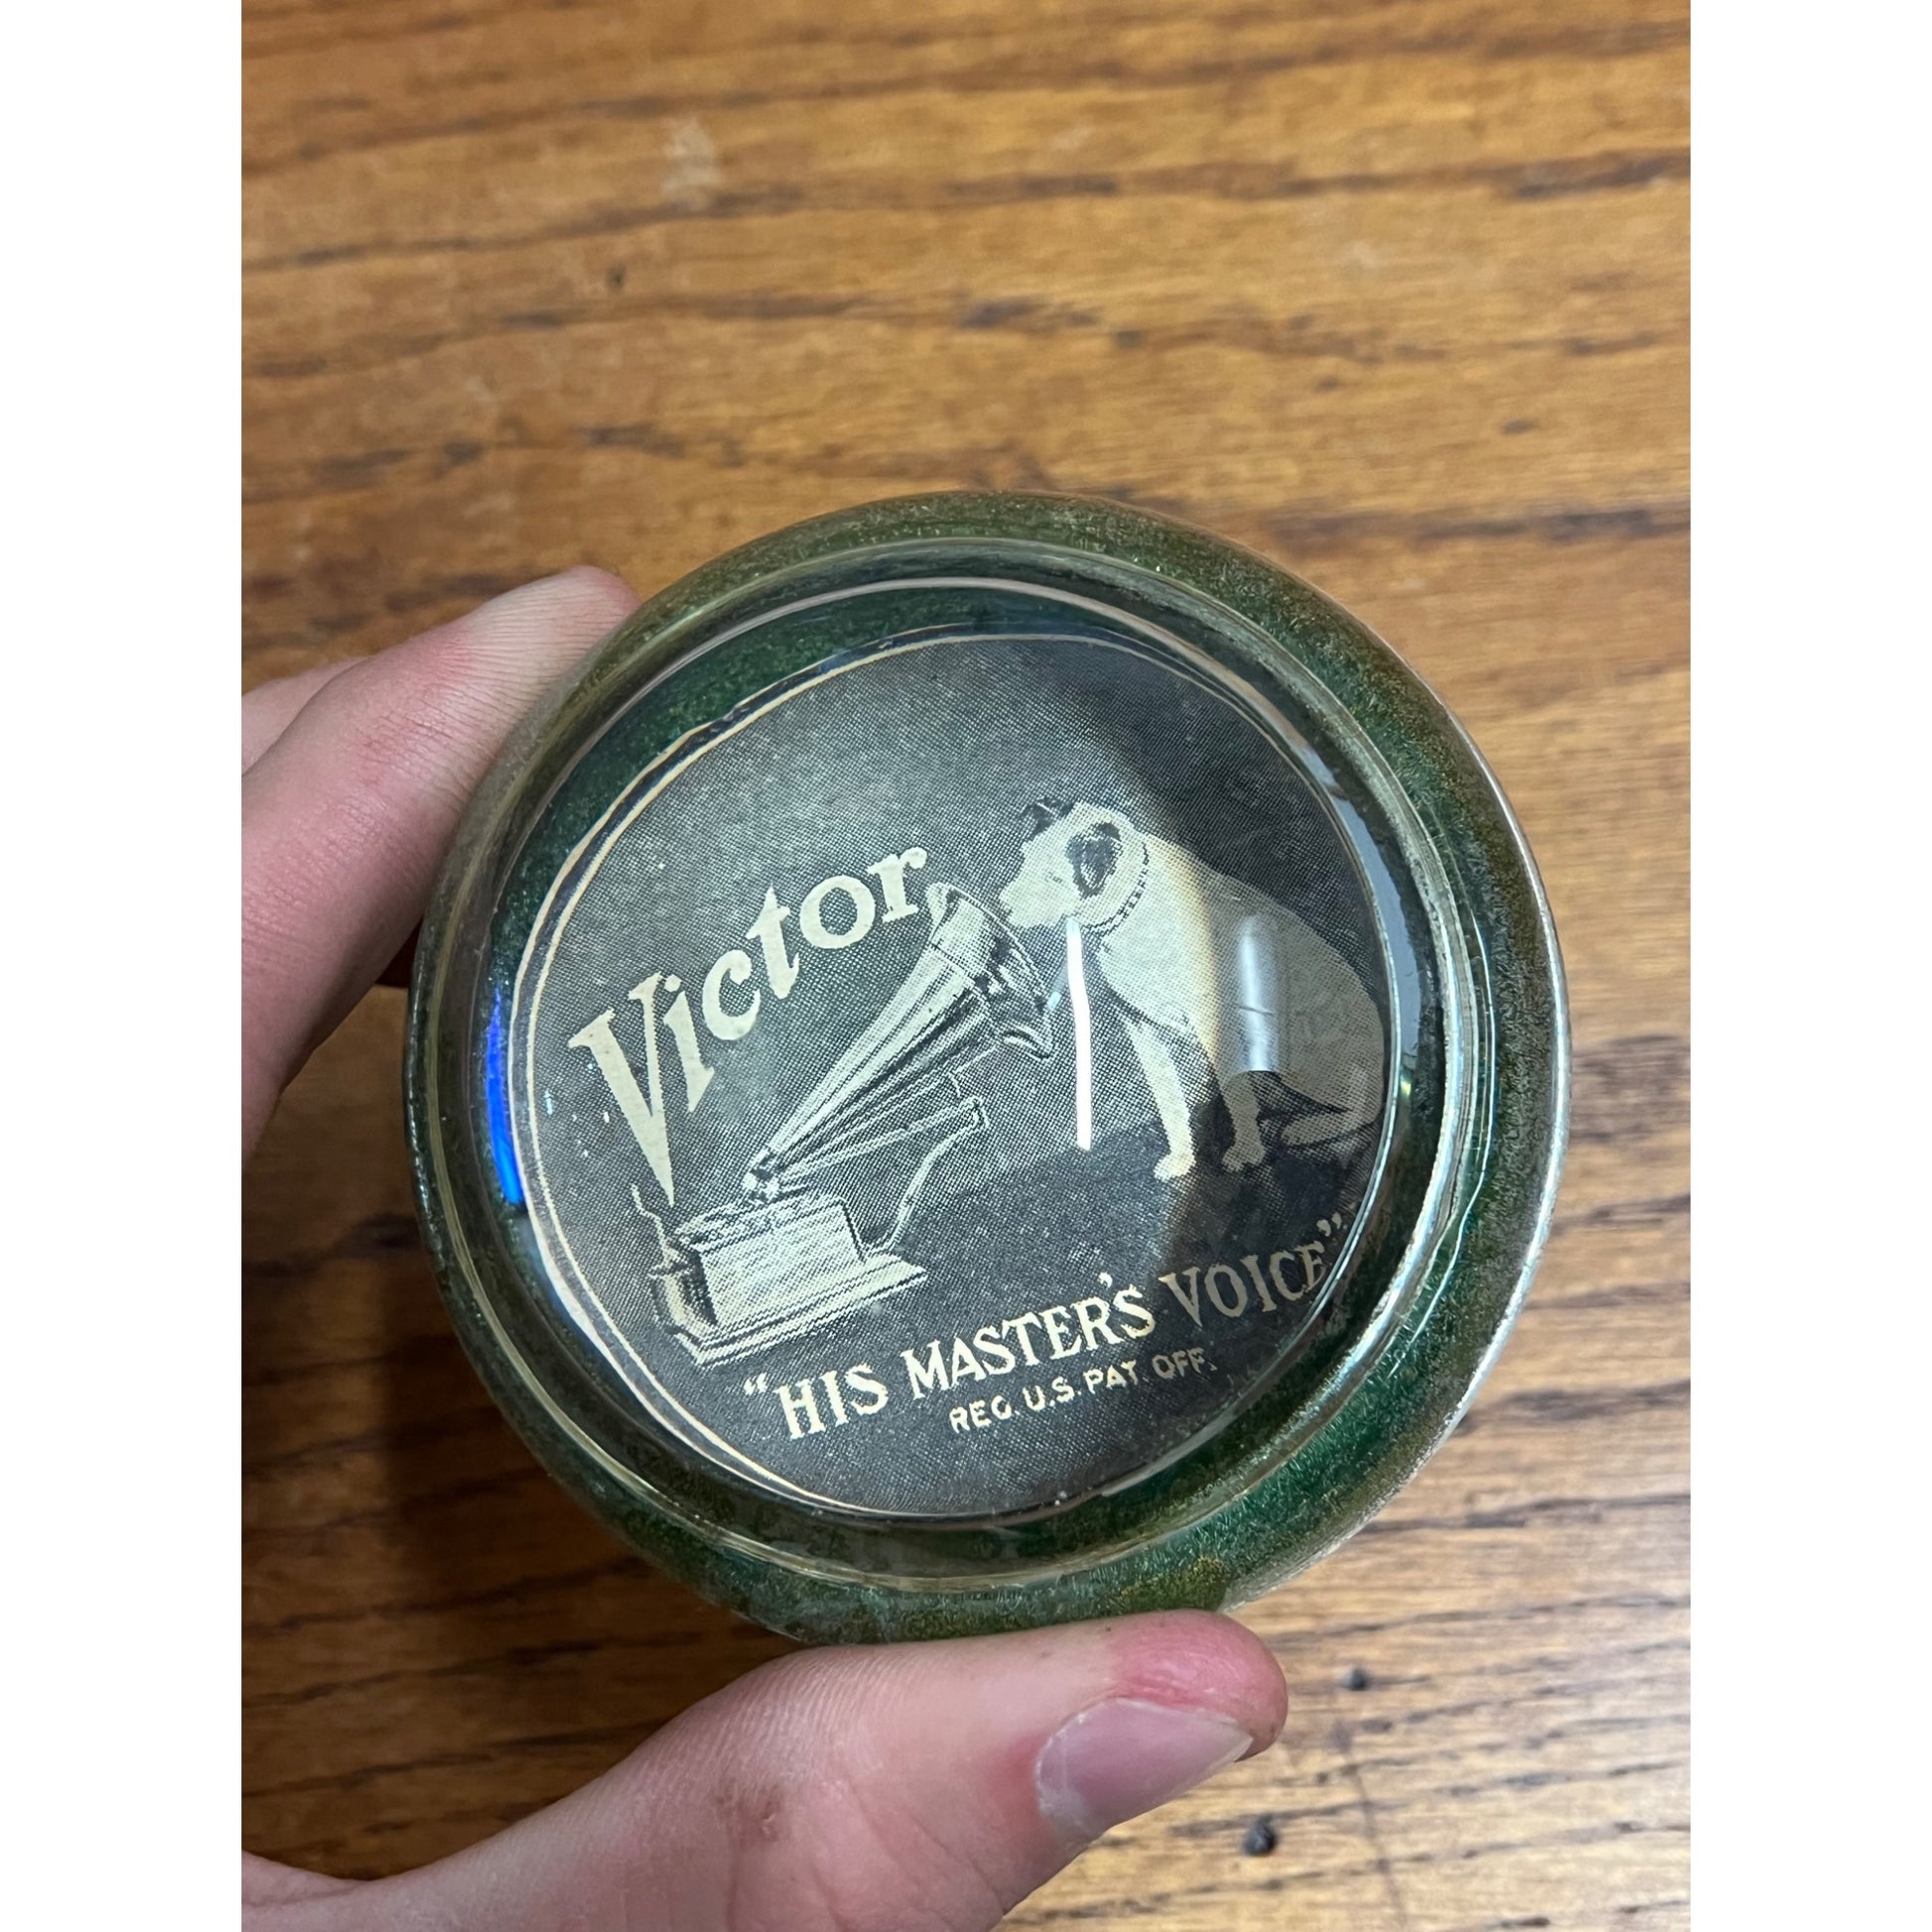 Victor
"HIS MASTER'S VOICE"
REG. U.S. PAT. OFF.